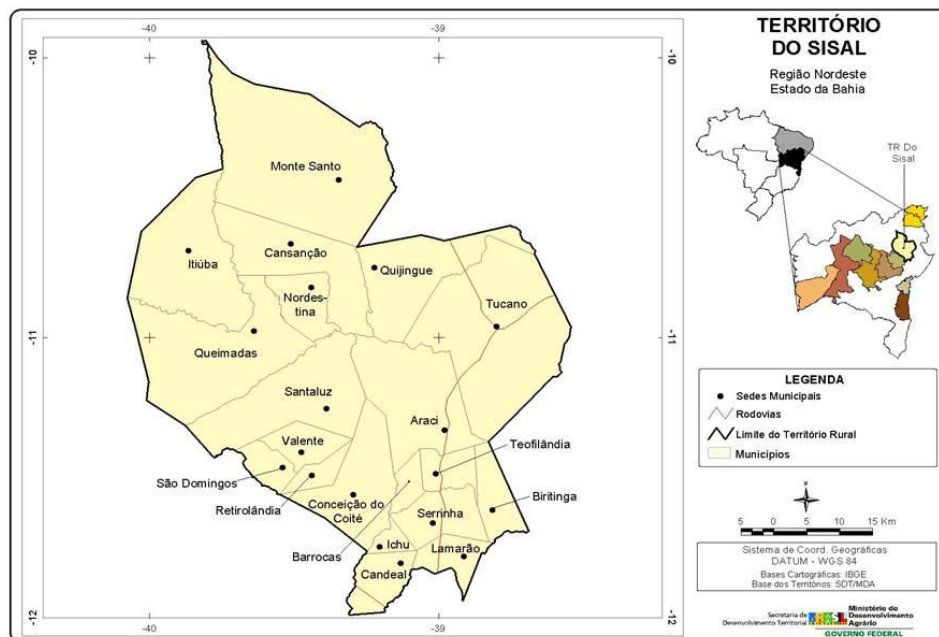 -40
-39
-10
-10
-11
-11
-12
-12
-40
-39
Monte Santo
Cansanção
Itiúba
Quijingue
Nordes-
tina
Tucano
Queimadas
Santaluz
Araci
Valente
Teofilândia
São Domingos
Retirolândia
Conceição do
Coité
Biritinga
Serrinha
Barrocas
Ichu
Lamarão
Candeal
TERRITÓRIO
DO SISAL
Região Nordeste
Estado da Bahia
TR Do
Sisal
LEGENDA
Sedes Municipais
Rodovias
Limite do Território Rural
Municípios
N
5 0 5 10 15 Km
Sistema de Coord. Geográficas
DATUM - WGS 84
Bases Cartográficas: IBGE
Base dos Territórios: SDT/MDA
Secretaria de
Desenvolvimento Territorial
Ministério do
Desenvolvimento
Agrário
GOVERNO FEDERAL